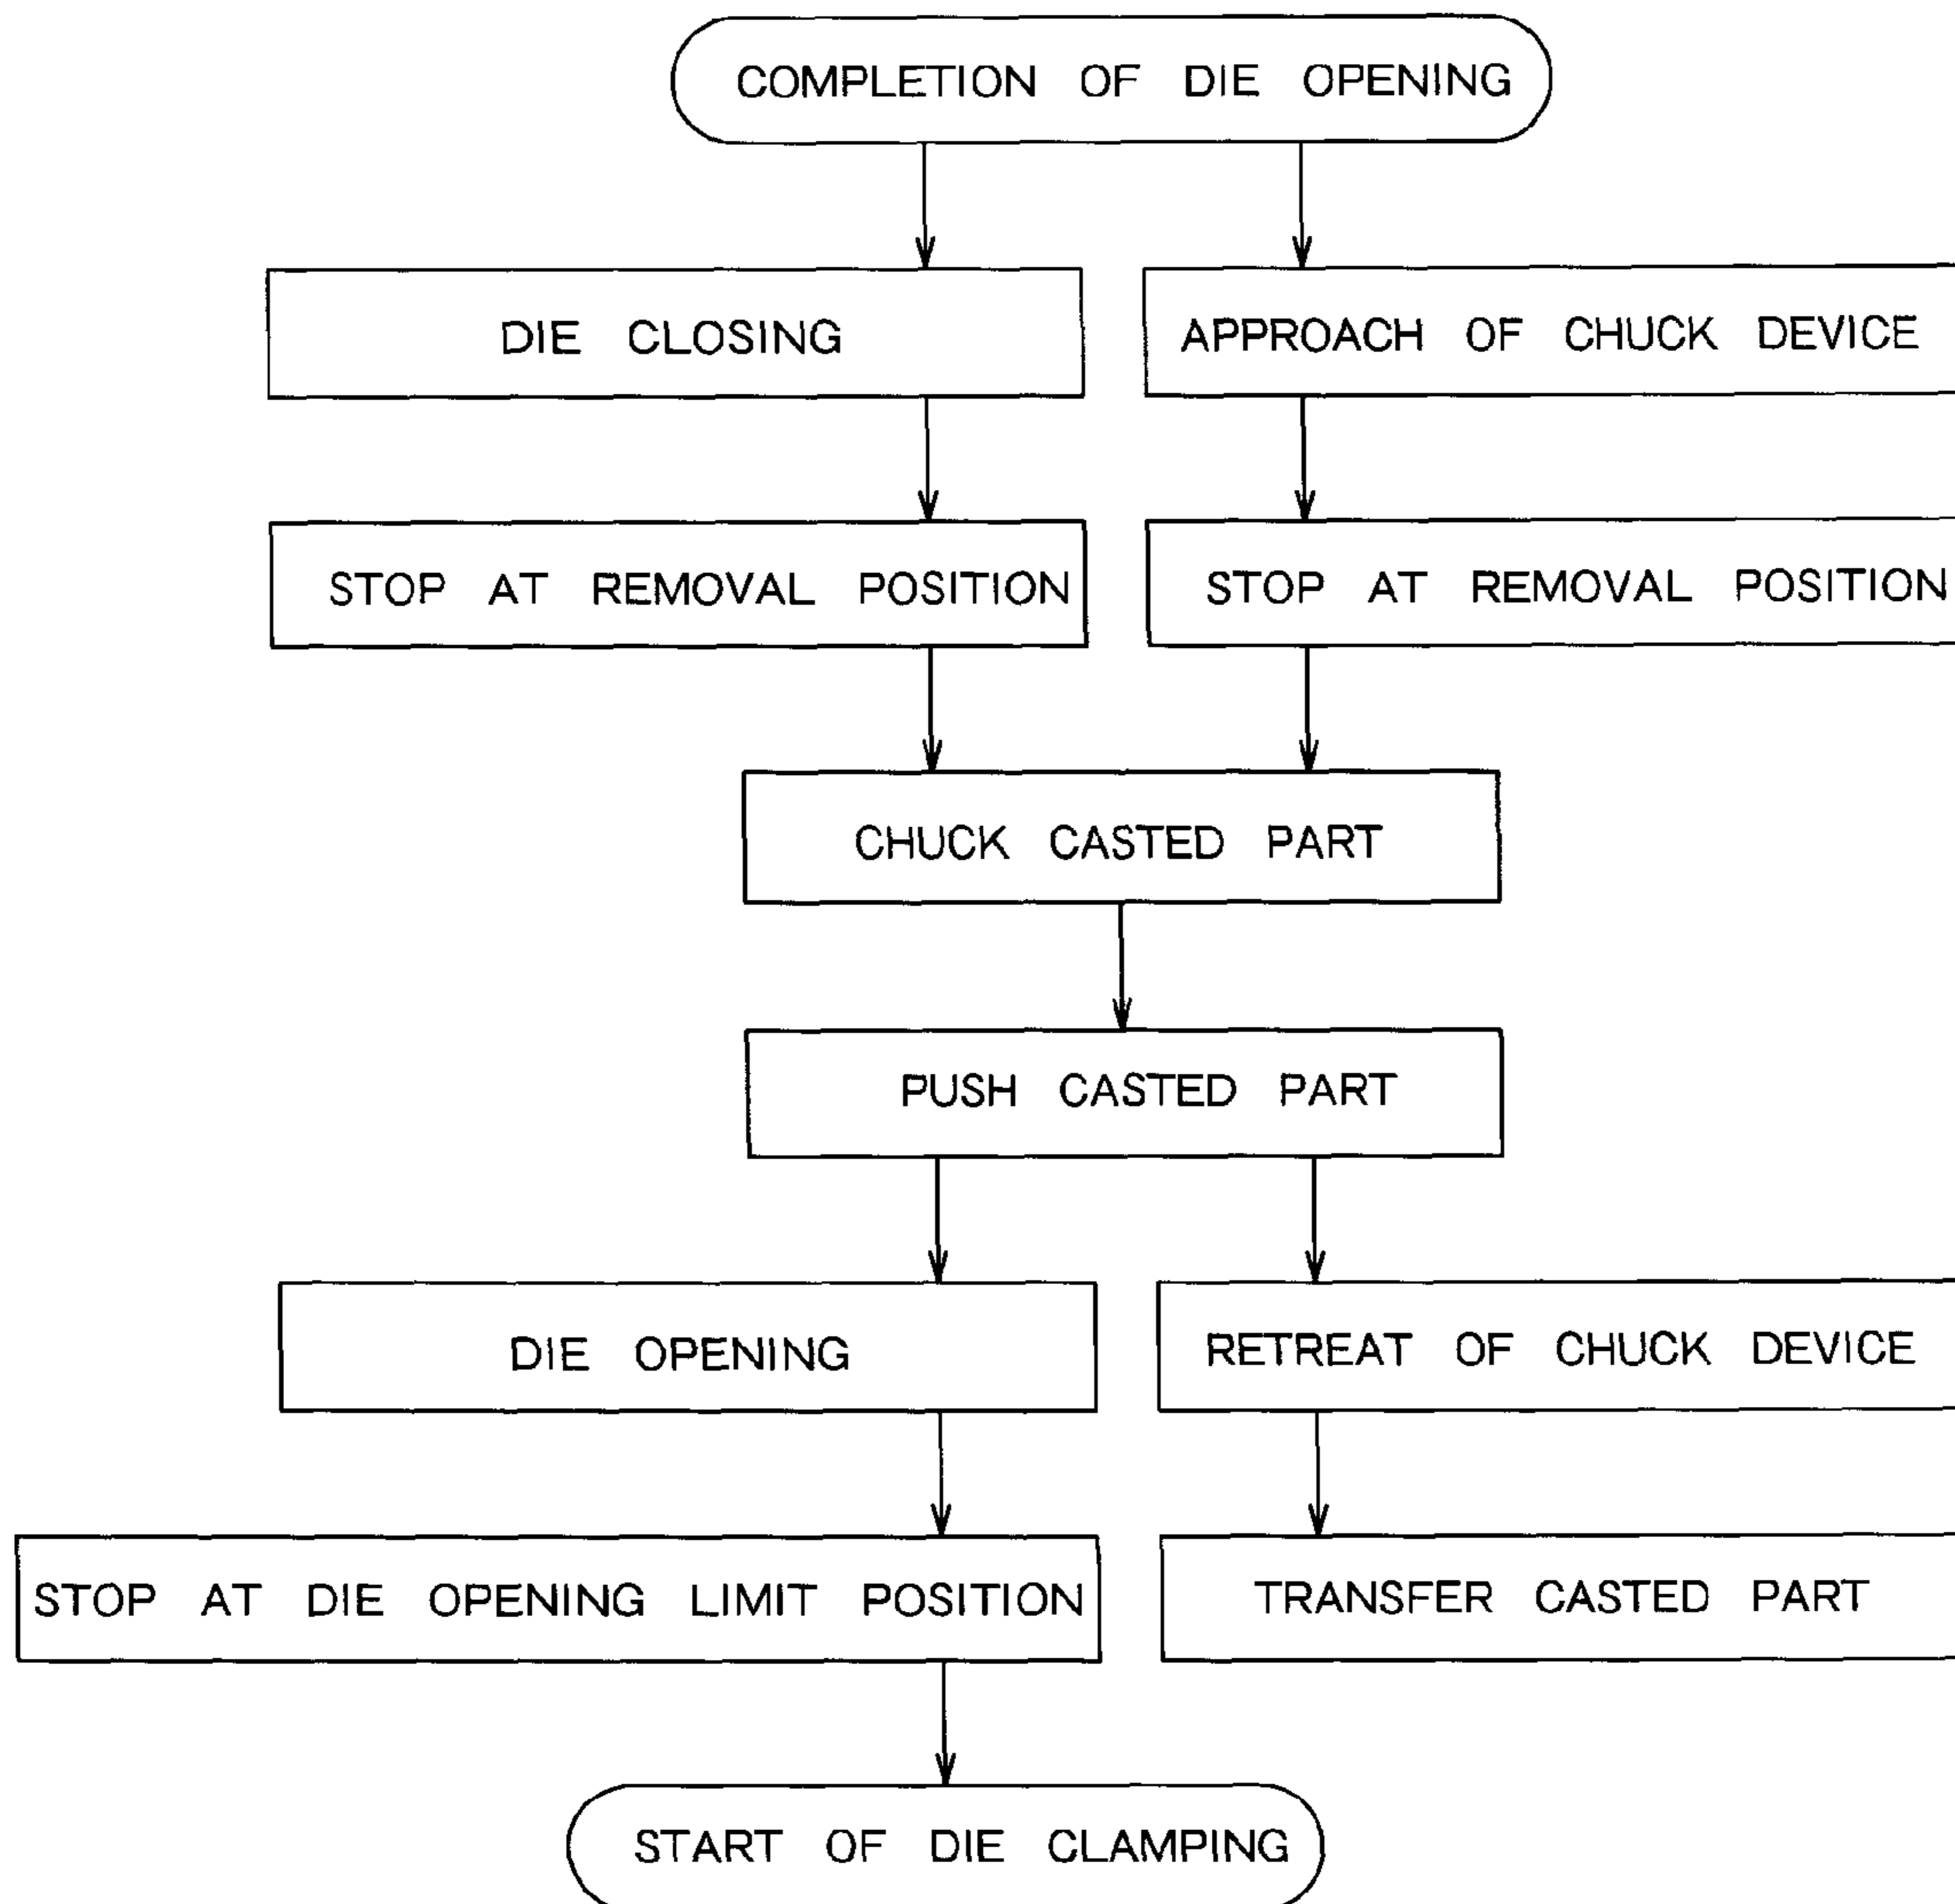 COMPLETION OF DIE OPENING
DIE CLOSING
APPROACH OF CHUCK DEVICE
STOP AT REMOVAL POSITION
STOP AT REMOVAL POSITION
CHUCK CASTED PART
PUSH CASTED PART
DIE OPENING
RETREAT OF CHUCK DEVICE
STOP AT DIE OPENING LIMIT POSITION
TRANSFER CASTED PART
START OF DIE CLAMPING